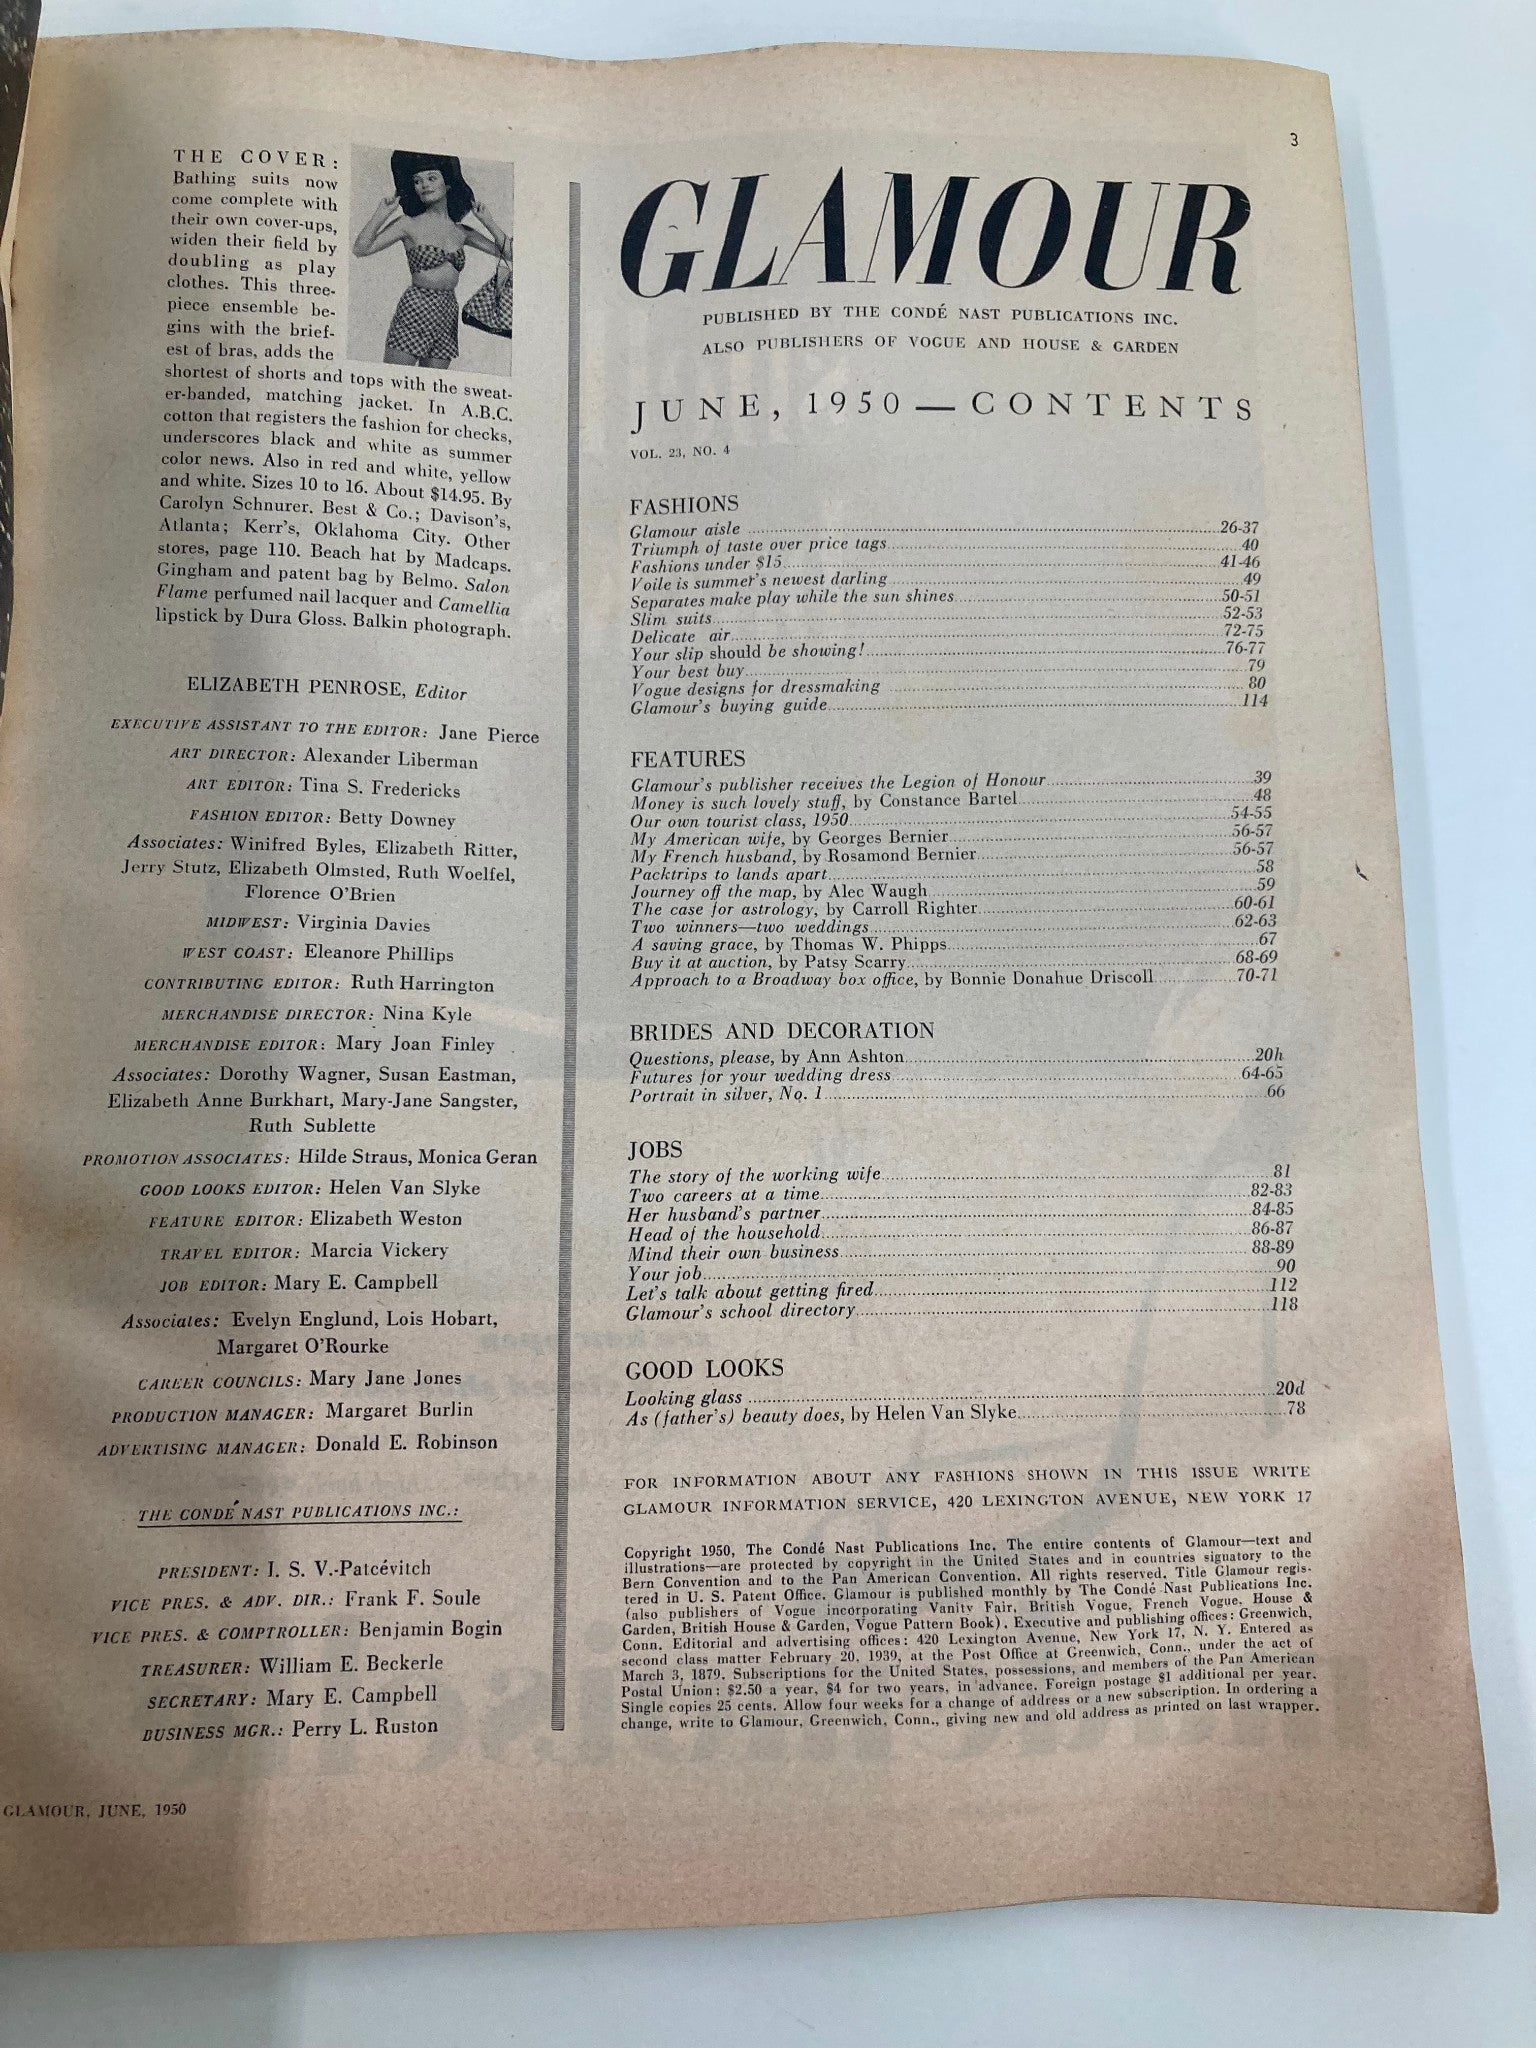 3
THE COVER:
Bathing suits now
come complete with
their own cover-ups,
widen their field by
doubling as play
clothes. This three-
piece ensemble be-
gins with the brief-
est of bras, adds the
shortest of shorts and tops with the sweat-
er-banded, matching jacket. In A.B.C.
cotton that registers the fashion for checks,
underscores black and white as summer
color news. Also in red and white, yellow
and white. Sizes 10 to 16. About $14.95. By
Carolyn Schnurer. Best & Co.; Davison's,
Atlanta; Kerr's, Oklahoma City. Other
stores, page 110. Beach hat by Madcaps.
Gingham and patent bag by Belmo. Salon
Flame perfumed nail lacquer and Camellia
lipstick by Dura Gloss. Balkin photograph.
ELIZABETH PENROSE, Editor
EXECUTIVE ASSISTANT TO THE EDITOR: Jane Pierce
ART DIRECTOR: Alexander Liberman
ART EDITOR: Tina S. Fredericks
FASHION EDITOR: Betty Downey
Associates: Winifred Byles, Elizabeth Ritter,
Jerry Stutz, Elizabeth Olmsted, Ruth Woelfel,
Florence O'Brien
MIDWEST: Virginia Davies
WEST COAST: Eleanore Phillips
CONTRIBUTING EDITOR: Ruth Harrington
MERCHANDISE DIRECTOR: Nina Kyle
MERCHANDISE EDITOR: Mary Joan Finley
Associates: Dorothy Wagner, Susan Eastman,
Elizabeth Anne Burkhart, Mary-Jane Sangster,
Ruth Sublette
PROMOTION ASSOCIATES: Hilde Straus, Monica Geran
GOOD LOOKS EDITOR: Helen Van Slyke
FEATURE EDITOR: Elizabeth Weston
TRAVEL EDITOR: Marcia Vickery
JOB EDITOR: Mary E. Campbell
Associates: Evelyn Englund, Lois Hobart,
Margaret O'Rourke
CAREER COUNCILS: Mary Jane Jones
PRODUCTION MANAGER: Margaret Burlin
ADVERTISING MANAGER: Donald E. Robinson
THE CONDÉ NAST PUBLICATIONS INC.:
PRESIDENT: I. S. V.-Patcévitch
VICE PRES. & ADV. DIR.: Frank F. Soule
VICE PRES. & COMPTROLLER: Benjamin Bogin
TREASURER: William E. Beckerle
SECRETARY: Mary E. Campbell
BUSINESS MGR.: Perry L. Ruston
GLAMOUR, JUNE, 1950
GLAMOUR
PUBLISHED BY THE CONDÉ NAST PUBLICATIONS INC.
ALSO PUBLISHERS OF VOGUE AND HOUSE & GARDEN
JUNE, 1950—CONTENTS
VOL. 23, NO. 4
FASHIONS
Glamour aisle 26-37
Triumph of taste over price tags 40
Fashions under $15 41-46
Voile is summer's newest darling 49
Separates make play while the sun shines 50-51
Slim suits 52-53
Delicate air 72-75
Your slip should be showing! 76-77
Your best buy 79
Vogue designs for dressmaking 80
Glamour's buying guide 114
FEATURES
Glamour's publisher receives the Legion of Honour 39
Money is such lovely stuff, by Constance Bartel 48
Our own tourist class, 1950 54-55
My American wife, by Georges Bernier 56-57
My French husband, by Rosamond Bernier 56-57
Packtrips to lands apart 58
Journey off the map, by Alec Waugh 59
The case for astrology, by Carroll Righter 60-61
Two winners—two weddings 62-63
A saving grace, by Thomas W. Phipps 67
Buy it at auction, by Patsy Scarry 68-69
Approach to a Broadway box office, by Bonnie Donahue Driscoll 70-71
BRIDES AND DECORATION
Questions, please, by Ann Ashton 20h
Futures for your wedding dress 64-65
Portrait in silver, No. 1 66
JOBS
The story of the working wife 81
Two careers at a time 82-83
Her husband's partner 84-85
Head of the household 86-87
Mind their own business 88-89
Your job 90
Let's talk about getting fired 112
Glamour's school directory 118
GOOD LOOKS
Looking glass 20d
As (father's) beauty does, by Helen Van Slyke 78
FOR INFORMATION ABOUT ANY FASHIONS SHOWN IN THIS ISSUE WRITE
GLAMOUR INFORMATION SERVICE, 420 LEXINGTON AVENUE, NEW YORK 17
Copyright 1950, The Condé Nast Publications Inc. The entire contents of Glamour—text and
illustrations—are protected by copyright in the United States and in countries signatory to the
Bern Convention and to the Pan American Convention. All rights reserved. Title Glamour regis-
tered in U. S. Patent Office. Glamour is published monthly by The Condé Nast Publications Inc.
(also publishers of Vogue incorporating Vanity Fair, British Vogue, French Vogue, House &
Garden, British House & Garden, Vogue Pattern Book). Executive and publishing offices: Greenwich,
Conn. Editorial and advertising offices: 420 Lexington Avenue, New York 17, N. Y. Entered as
second class matter February 20, 1939, at the Post Office at Greenwich, Conn., under the act of
March 3, 1879. Subscriptions for the United States, possessions, and members of the Pan American
Postal Union: $2.50 a year, $4 for two years, in advance. Foreign postage $1 additional per year.
Single copies 25 cents. Allow four weeks for a change of address or a new subscription. In ordering a
change, write to Glamour, Greenwich, Conn., giving new and old address as printed on last wrapper.